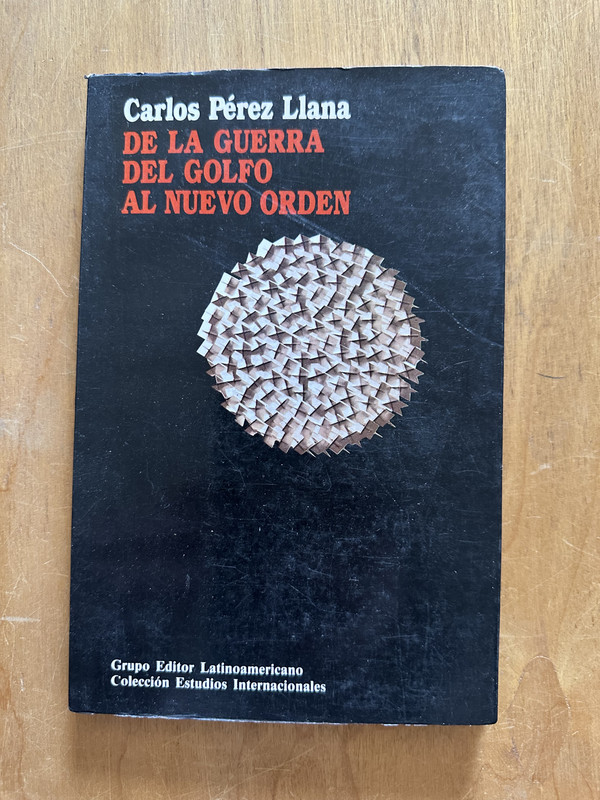 Carlos Pérez Llana
DE LA GUERRA
DEL GOLFO
AL NUEVO ORDEN
Grupo Editor Latinoamericano
Colección Estudios Internacionales